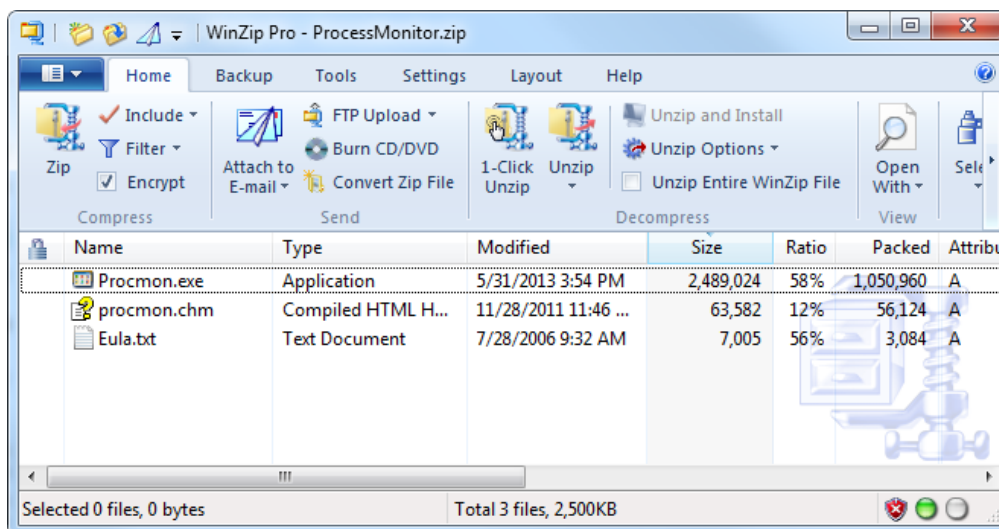 WinZip Pro - ProcessMonitor.zip
Home Backup Tools Settings Layout Help
Zip
Include
Filter
Encrypt
Compress
Attach to
E-mail
FTP Upload
Burn CD/DVD
Convert Zip File
Send
1-Click
Unzip
Unzip
Unzip and Install
Unzip Options
Unzip Entire WinZip File
Decompress
Open
With
View
Sele
Name Type Modified Size Ratio Packed Attribu
Procmon.exe Application 5/31/2013 3:54 PM 2,489,024 58% 1,050,960 A
procmon.chm Compiled HTML H... 11/28/2011 11:46 ... 63,582 12% 56,124 A
Eula.txt Text Document 7/28/2006 9:32 AM 7,005 56% 3,084 A
Selected 0 files, 0 bytes Total 3 files, 2,500KB